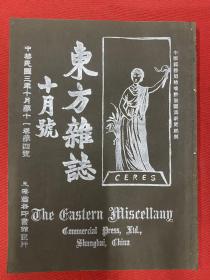 東方雜誌
十月號
中華民國三年十月第十一卷第四號
上海商務印書館發行
CERES
The Eastern Miscellany
Commercial Press, Ltd.,
Shanghai, China